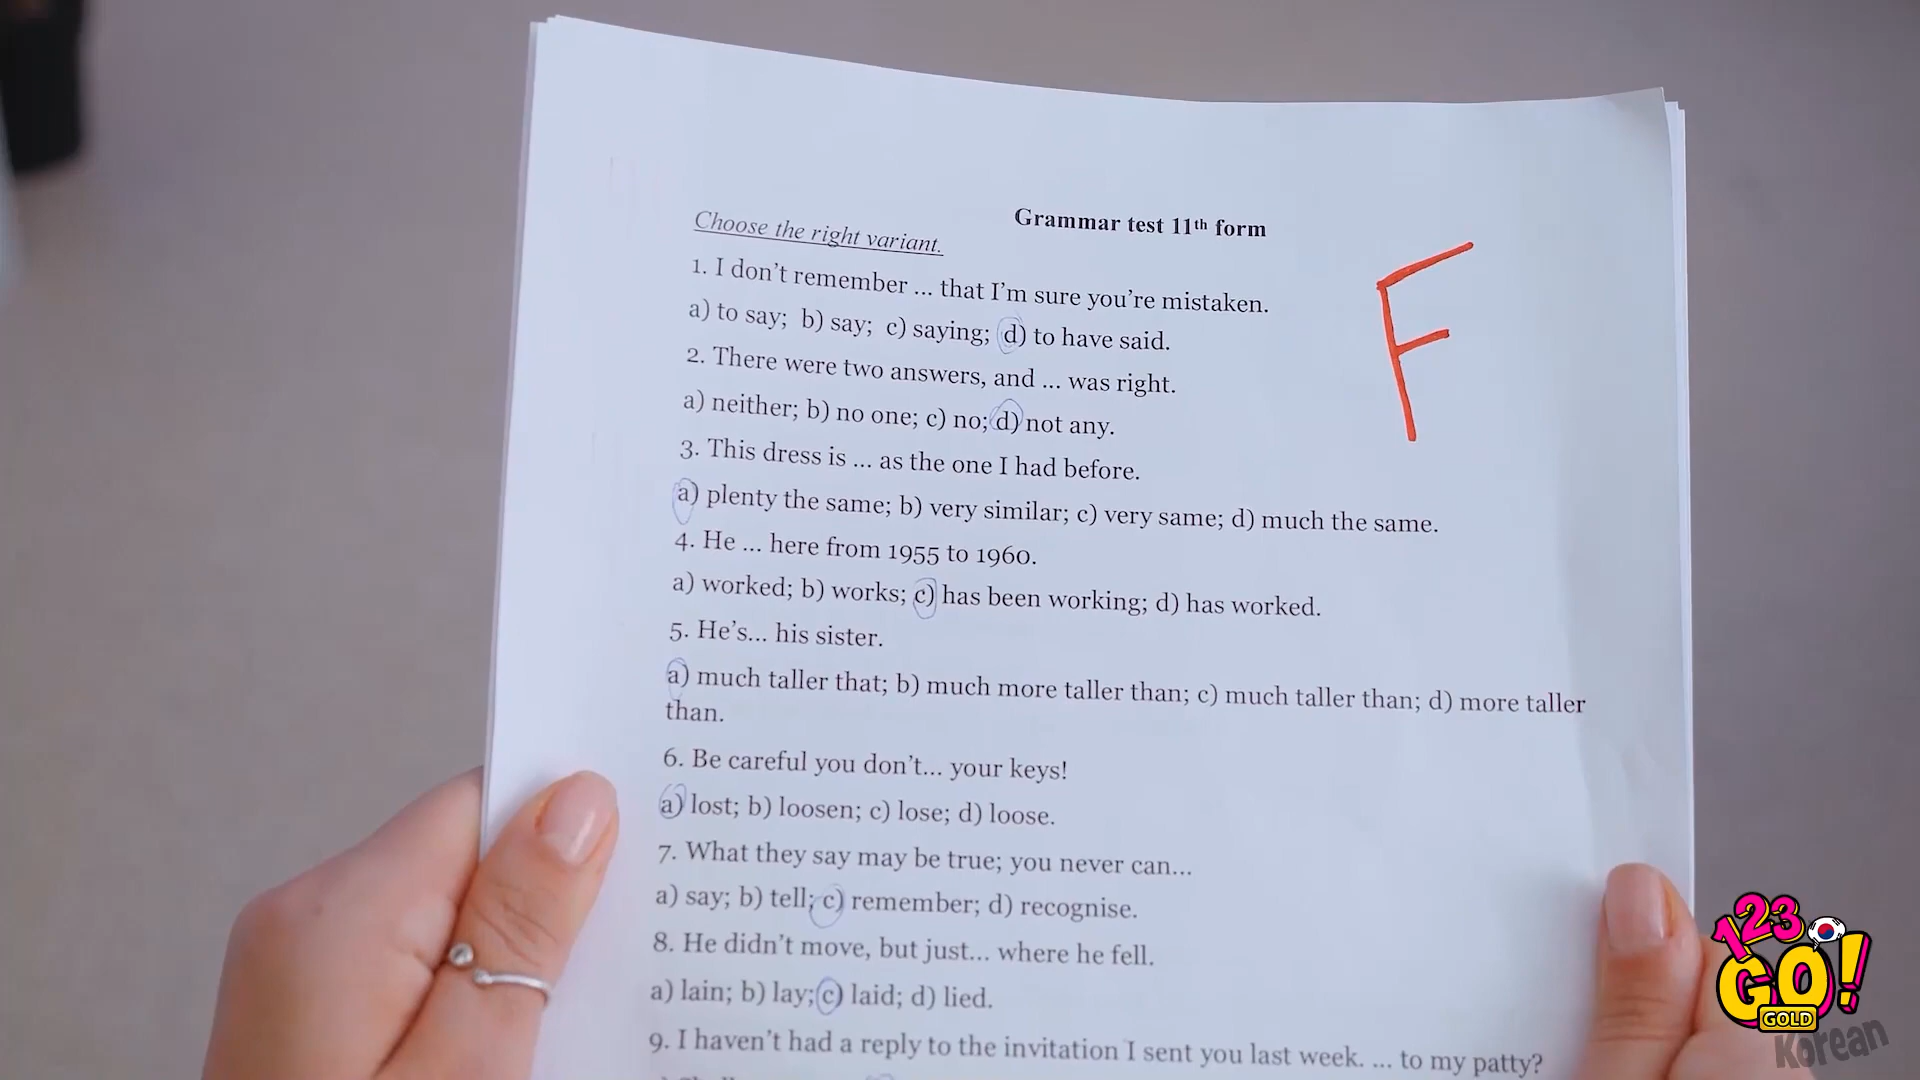 Grammar test 11th form
Choose the right variant.
1. I don't remember ... that I'm sure you're mistaken.
a) to say; b) say; c) saying; d) to have said.
2. There were two answers, and ... was right.
a) neither; b) no one; c) no; d) not any.
3. This dress is ... as the one I had before.
a) plenty the same; b) very similar; c) very same; d) much the same.
4. He ... here from 1955 to 1960.
a) worked; b) works; c) has been working; d) has worked.
5. He's... his sister.
a) much taller that; b) much more taller than; c) much taller than; d) more taller
than.
6. Be careful you don't... your keys!
a) lost; b) loosen; c) lose; d) loose.
7. What they say may be true; you never can...
a) say; b) tell; c) remember; d) recognise.
8. He didn't move, but just... where he fell.
a) lain; b) lay; c) laid; d) lied.
9. I haven't had a reply to the invitation I sent you last week. ... to my patty?
F
123
GO!
GOLD
Korean